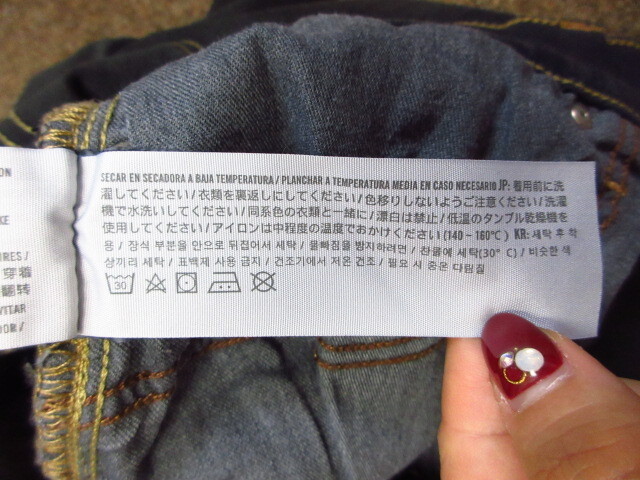 ON
KE
RES /
穿着
翻转
VITAR
OR /
SECAR EN SECADORA A BAJA TEMPERATURA / PLANCHAR A TEMPERATURA MEDIA EN CASO NECESARIO JP: 着用前に洗
濯してください / 衣類を裏返しにしてください / 色移りしないようご注意ください / 洗濯
機で水洗いしてください / 同系色の衣類と一緒に / 漂白は禁止 / 低温のタンブル乾燥機を
使用してください / アイロンは中程度の温度でおかけください (140 ~ 160℃) KR: 세탁 후 착
용 / 장식 부분을 안으로 뒤집어서 세탁 / 물빠짐을 방지하려면 / 찬물에 세탁(30° C) / 비슷한 색
상끼리 세탁 / 표백제 사용 금지 / 건조기에서 저온 건조 / 필요 시 중온 다림질
30